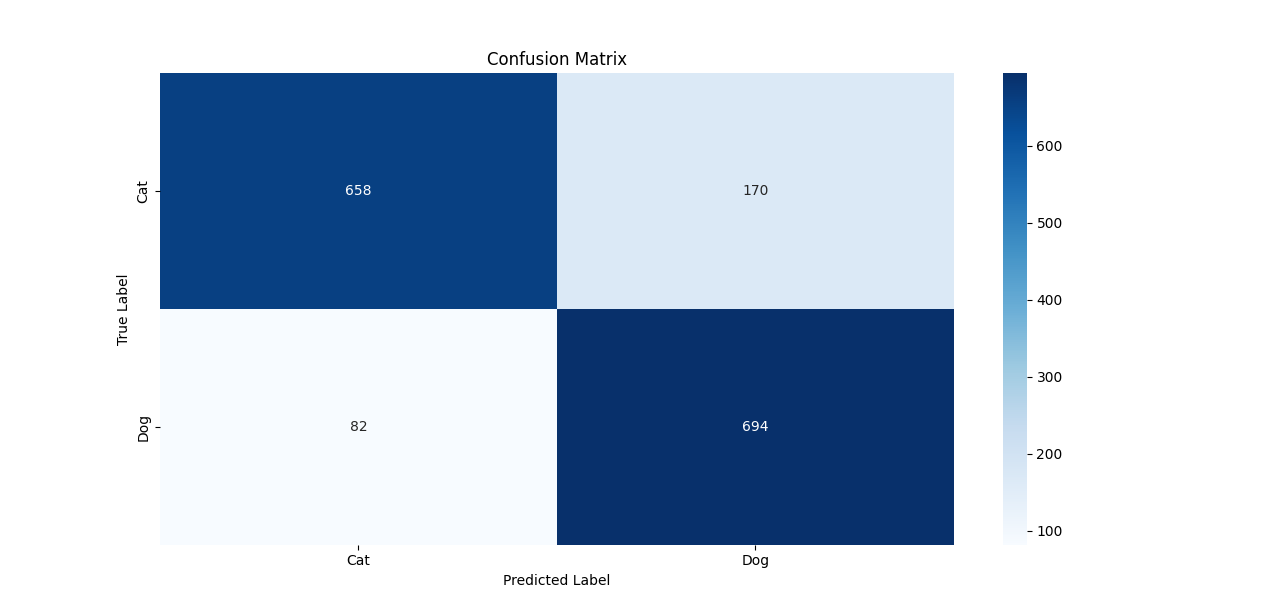 Confusion Matrix
True Label
Cat
658
170
Dog
82
694
Cat
Dog
Predicted Label
600
500
400
300
200
100